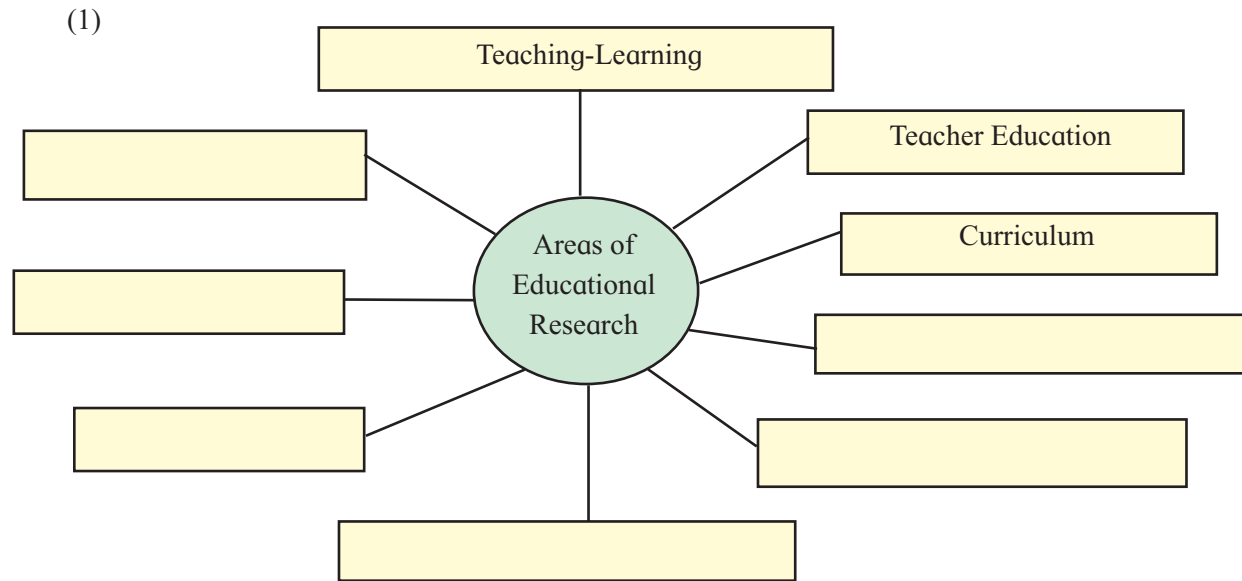 (1)
Teaching-Learning
Teacher Education
Curriculum
Areas of
Educational
Research